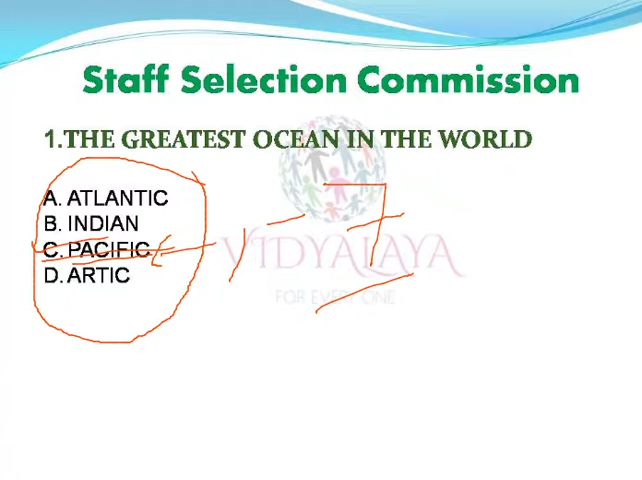 Staff Selection Commission
1.THE GREATEST OCEAN IN THE WORLD
A. ATLANTIC
B. INDIAN
C. PACIFIC
D. ARTIC
VIDYALAYA
FOR EVERY ONE